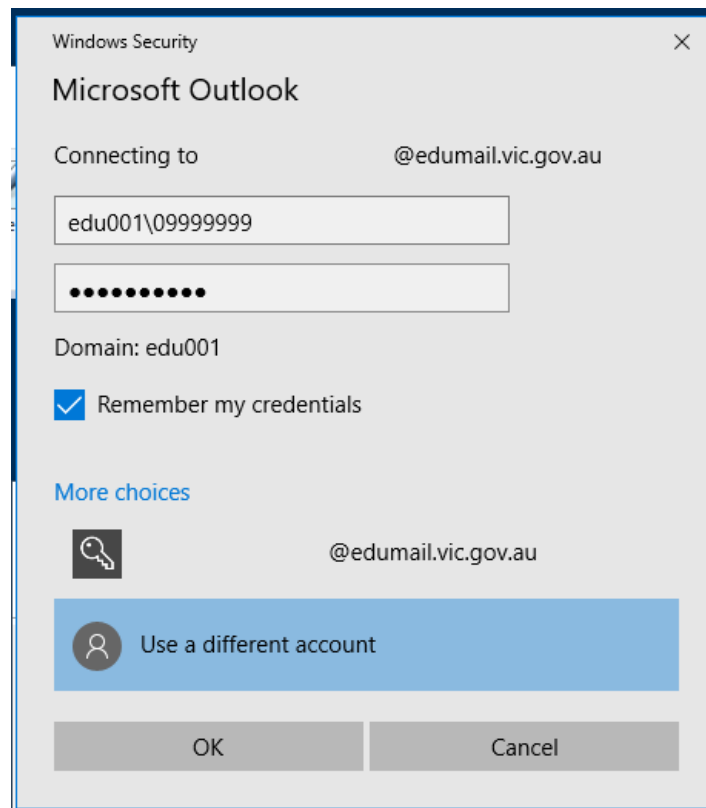 Windows Security
Microsoft Outlook
Connecting to @edumail.vic.gov.au
edu001\09999999
●●●●●●●●●●
Domain: edu001
Remember my credentials
More choices
@edumail.vic.gov.au
Use a different account
OK Cancel